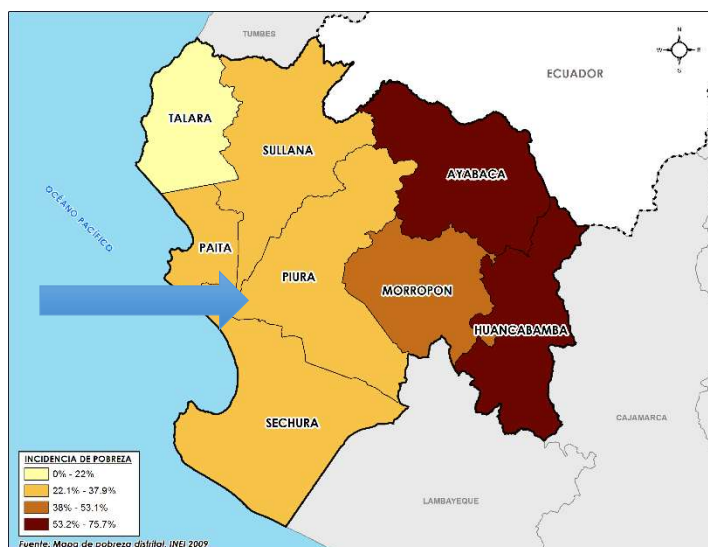 TUMBES
N
W
E
S
ECUADOR
TALARA
SULLANA
AYABACA
OCÉANO PACÍFICO
PAITA
PIURA
MORROPON
HUANCABAMBA
SECHURA
CAJAMARCA
LAMBAYEQUE
INCIDENCIA DE POBREZA
0% - 22%
22.1% - 37.9%
38% - 53.1%
53.2% - 75.7%
Fuente: Mapa de pobreza distrital, INEI 2009